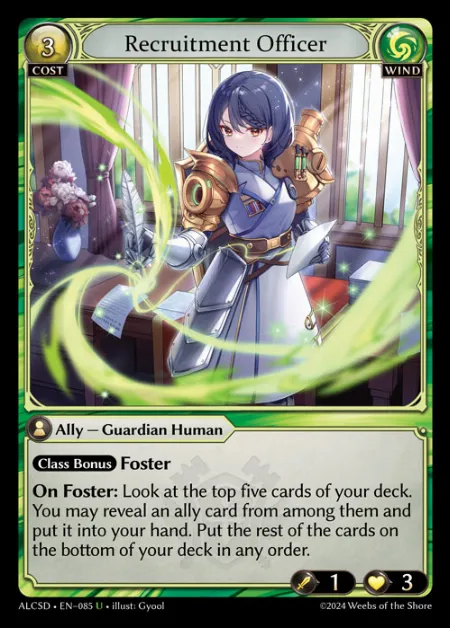 3
Recruitment Officer
COST
WIND
Ally — Guardian Human
Class Bonus Foster
On Foster: Look at the top five cards of your deck.
You may reveal an ally card from among them and
put it into your hand. Put the rest of the cards on
the bottom of your deck in any order.
1
3
ALCSD • EN–085 U • illust: Gyool
©2024 Weebs of the Shore